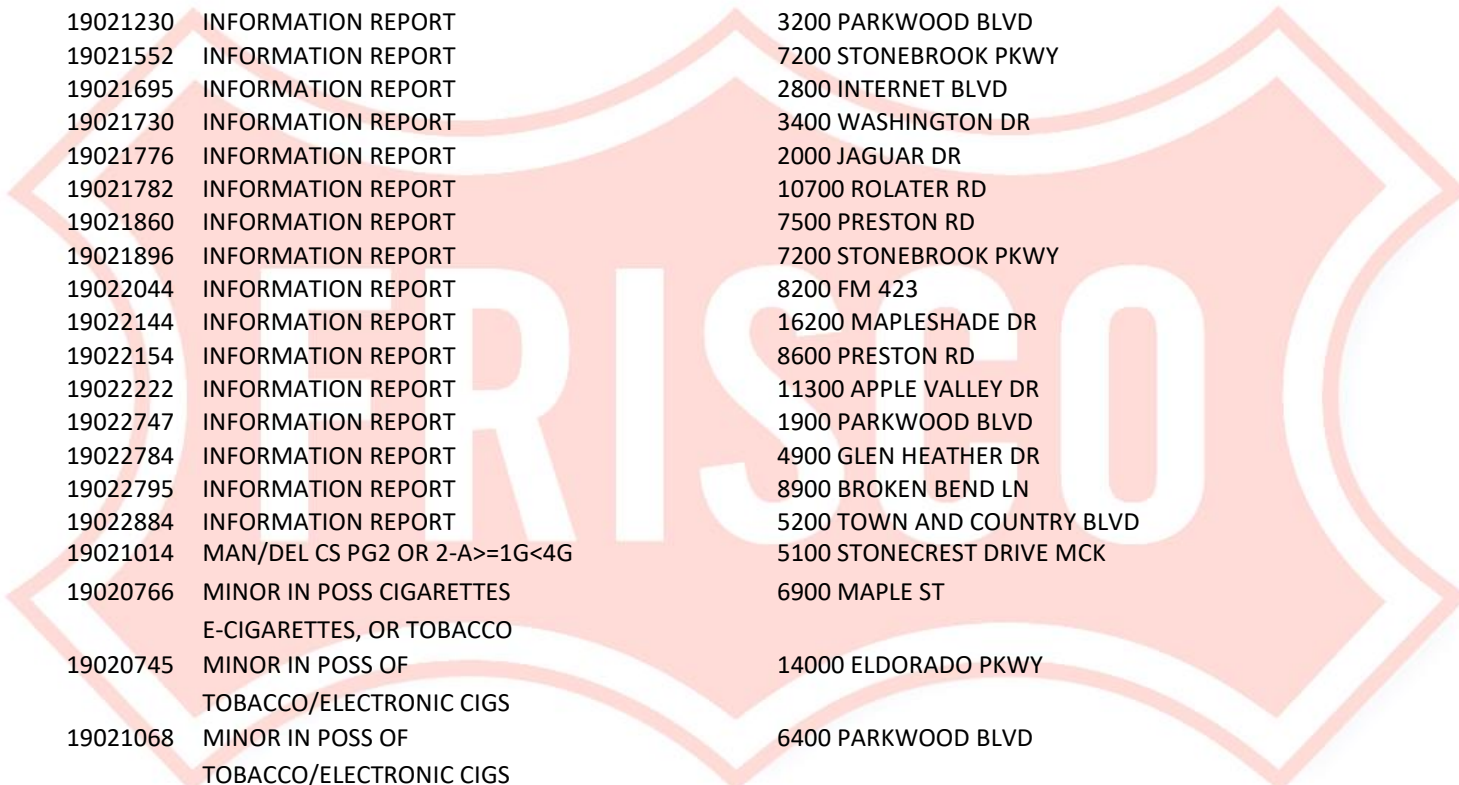 19021230 INFORMATION REPORT 3200 PARKWOOD BLVD
19021552 INFORMATION REPORT 7200 STONEBROOK PKWY
19021695 INFORMATION REPORT 2800 INTERNET BLVD
19021730 INFORMATION REPORT 3400 WASHINGTON DR
19021776 INFORMATION REPORT 2000 JAGUAR DR
19021782 INFORMATION REPORT 10700 ROLATER RD
19021860 INFORMATION REPORT 7500 PRESTON RD
19021896 INFORMATION REPORT 7200 STONEBROOK PKWY
19022044 INFORMATION REPORT 8200 FM 423
19022144 INFORMATION REPORT 16200 MAPLESHADE DR
19022154 INFORMATION REPORT 8600 PRESTON RD
19022222 INFORMATION REPORT 11300 APPLE VALLEY DR
19022747 INFORMATION REPORT 1900 PARKWOOD BLVD
19022784 INFORMATION REPORT 4900 GLEN HEATHER DR
19022795 INFORMATION REPORT 8900 BROKEN BEND LN
19022884 INFORMATION REPORT 5200 TOWN AND COUNTRY BLVD
19021014 MAN/DEL CS PG2 OR 2-A>=1G<4G 5100 STONECREST DRIVE MCK
19020766 MINOR IN POSS CIGARETTES 6900 MAPLE ST
E-CIGARETTES, OR TOBACCO
19020745 MINOR IN POSS OF 14000 ELDORADO PKWY
TOBACCO/ELECTRONIC CIGS
19021068 MINOR IN POSS OF 6400 PARKWOOD BLVD
TOBACCO/ELECTRONIC CIGS
FRISCO